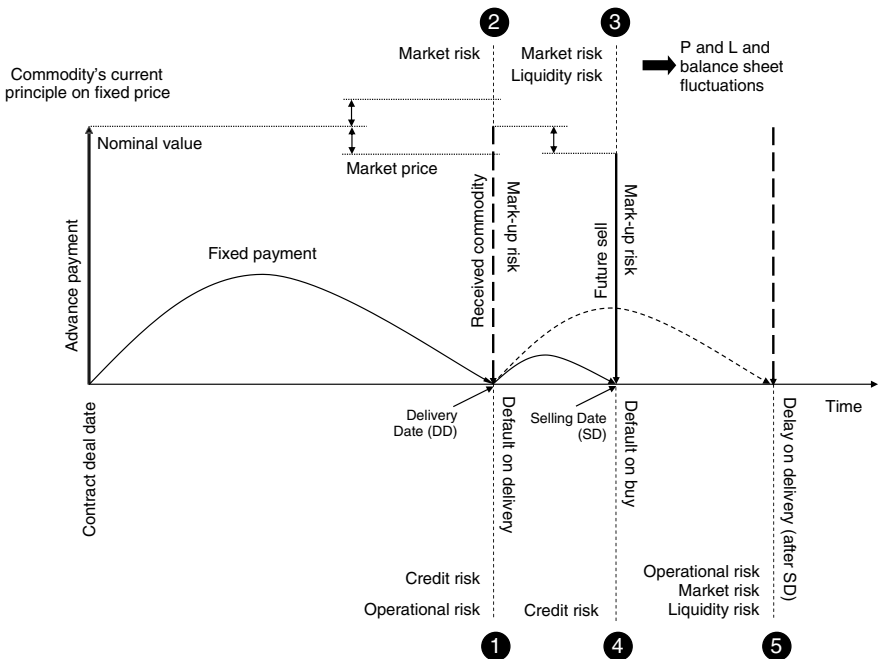 2
3
Market risk
Market risk
Liquidity risk
P and L and
balance sheet
fluctuations
Commodity's current
principle on fixed price
Nominal value
Market price
Advance payment
Fixed payment
Received commodity
Mark-up risk
Future sell
Mark-up risk
Time
Contract deal date
Delivery
Date (DD)
Default on delivery
Selling Date
(SD)
Default on buy
Delay on delivery (after SD)
Credit risk
Operational risk
Credit risk
Operational risk
Market risk
Liquidity risk
1
4
5